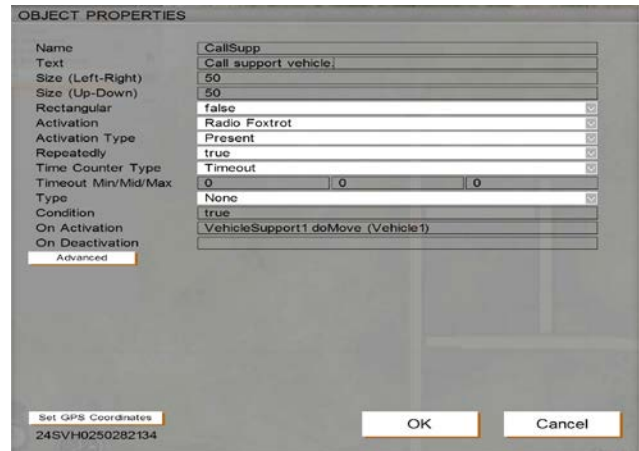 OBJECT PROPERTIES
Name CallSupp
Text Call support vehicle.
Size (Left-Right) 50
Size (Up-Down) 50
Rectangular false
Activation Radio Foxtrot
Activation Type Present
Repeatedly true
Time Counter Type Timeout
Timeout Min/Mid/Max 0 0 0
Type None
Condition true
On Activation VehicleSupport1 doMove (Vehicle1)
On Deactivation
Advanced
Set GPS Coordinates
OK Cancel
24SVH0250282134